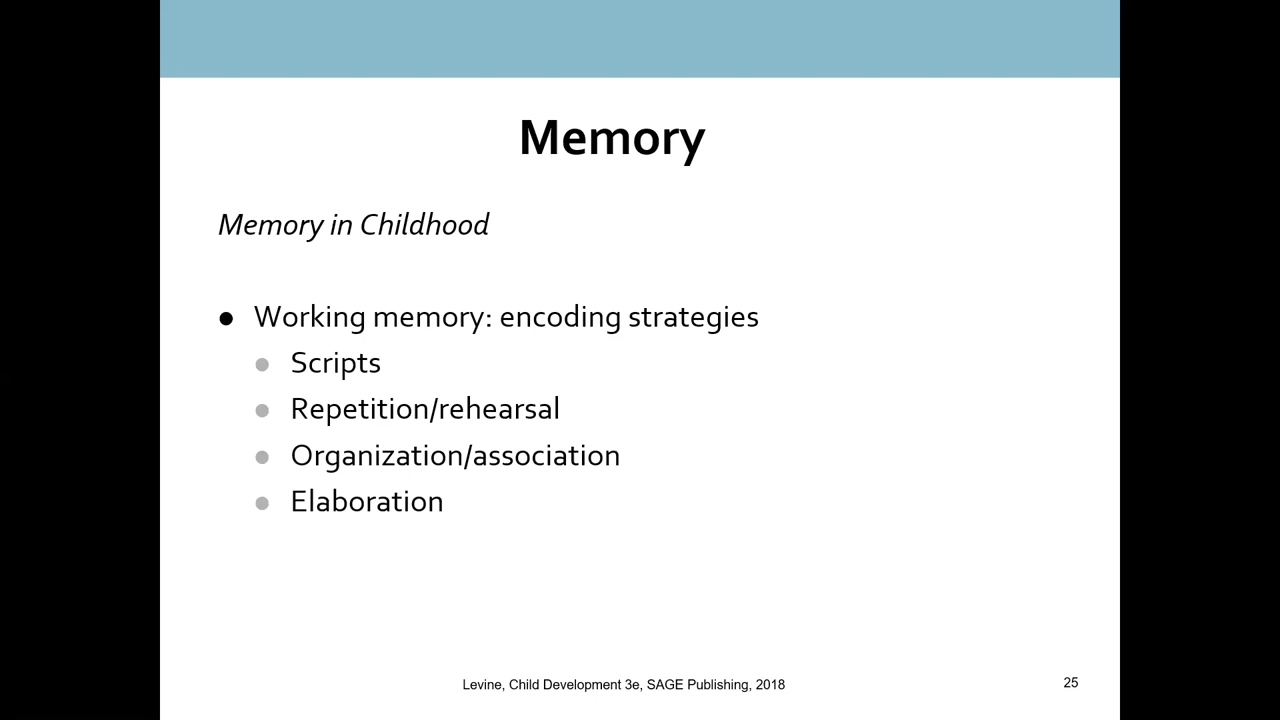 Memory
Memory in Childhood
● Working memory: encoding strategies
● Scripts
● Repetition/rehearsal
● Organization/association
● Elaboration
Levine, Child Development 3e, SAGE Publishing, 2018
25